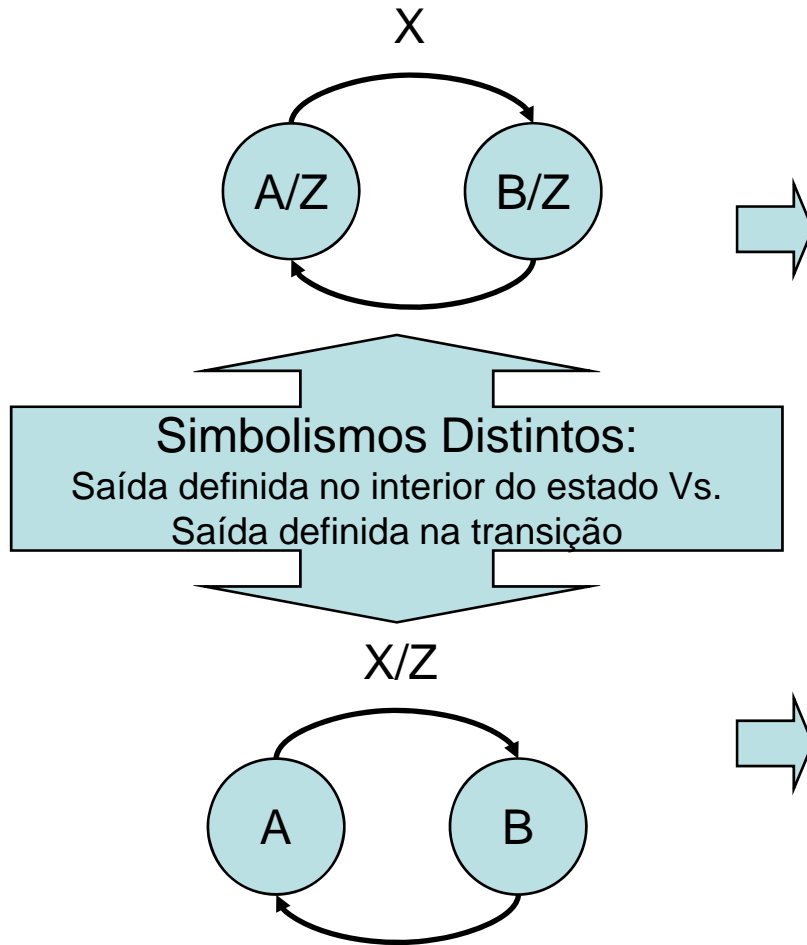 X
A/Z
B/Z
Simbolismos Distintos:
Saída definida no interior do estado Vs.
Saída definida na transição
X/Z
A
B